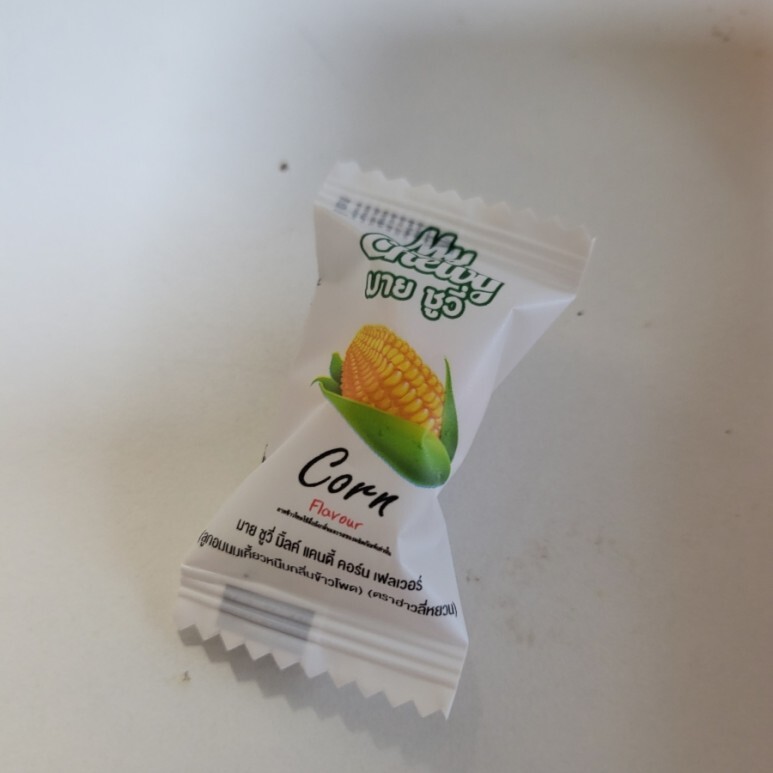 My
Chewy
มาย ชูวี่
Corn
Flavour
มาย ชูวี่ มิ้ลค์ แคนดี้ คอร์น เฟลเวอร์
(ลูกอมนมเคี้ยวหนึบกลิ่นข้าวโพด) (ตราฮ่าวลี่หยวน)